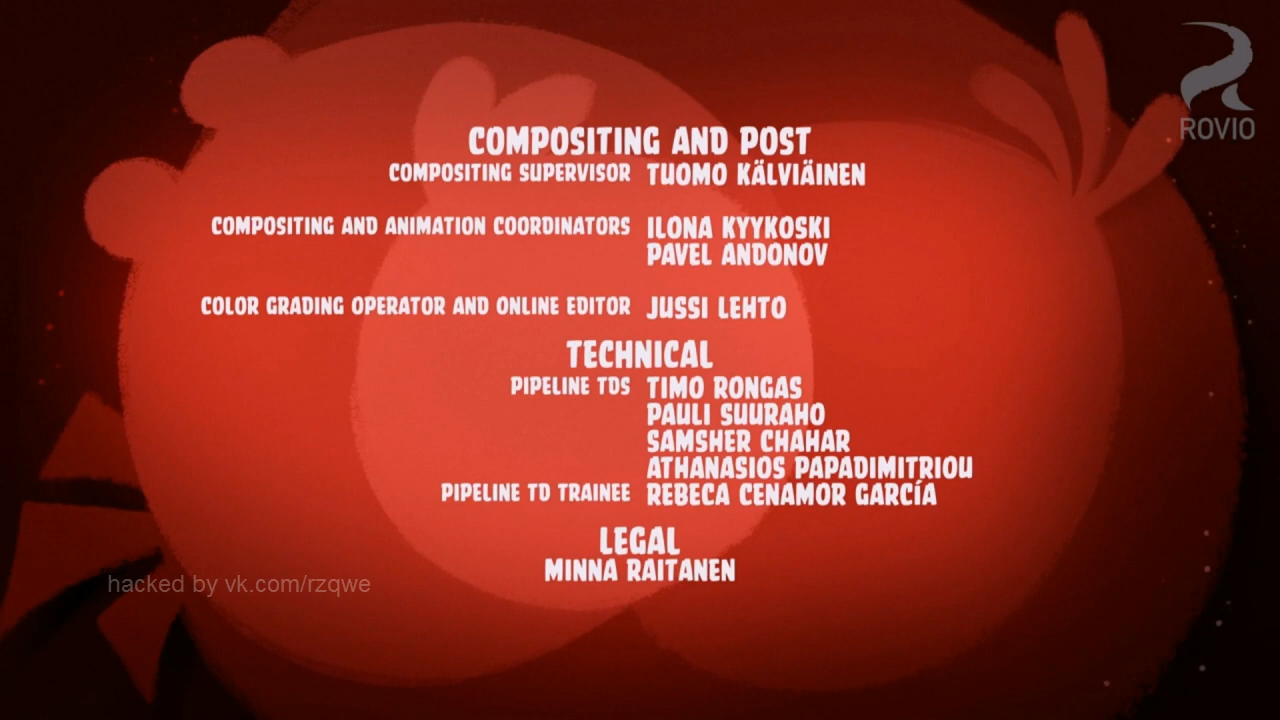 ROVIO
COMPOSITING AND POST
COMPOSITING SUPERVISOR TUOMO KÄLVIÄINEN
COMPOSITING AND ANIMATION COORDINATORS ILONA KYYKOSKI
PAVEL ANDONOV
COLOR GRADING OPERATOR AND ONLINE EDITOR JUSSI LEHTO
TECHNICAL
PIPELINE TDS TIMO RONGAS
PAULI SUURAHO
SAMSHER CHAHAR
ATHANASIOS PAPADIMITRIOU
PIPELINE TD TRAINEE REBECA CENAMOR GARCÍA
LEGAL
MINNA RAITANEN
hacked by vk.com/rzqwe